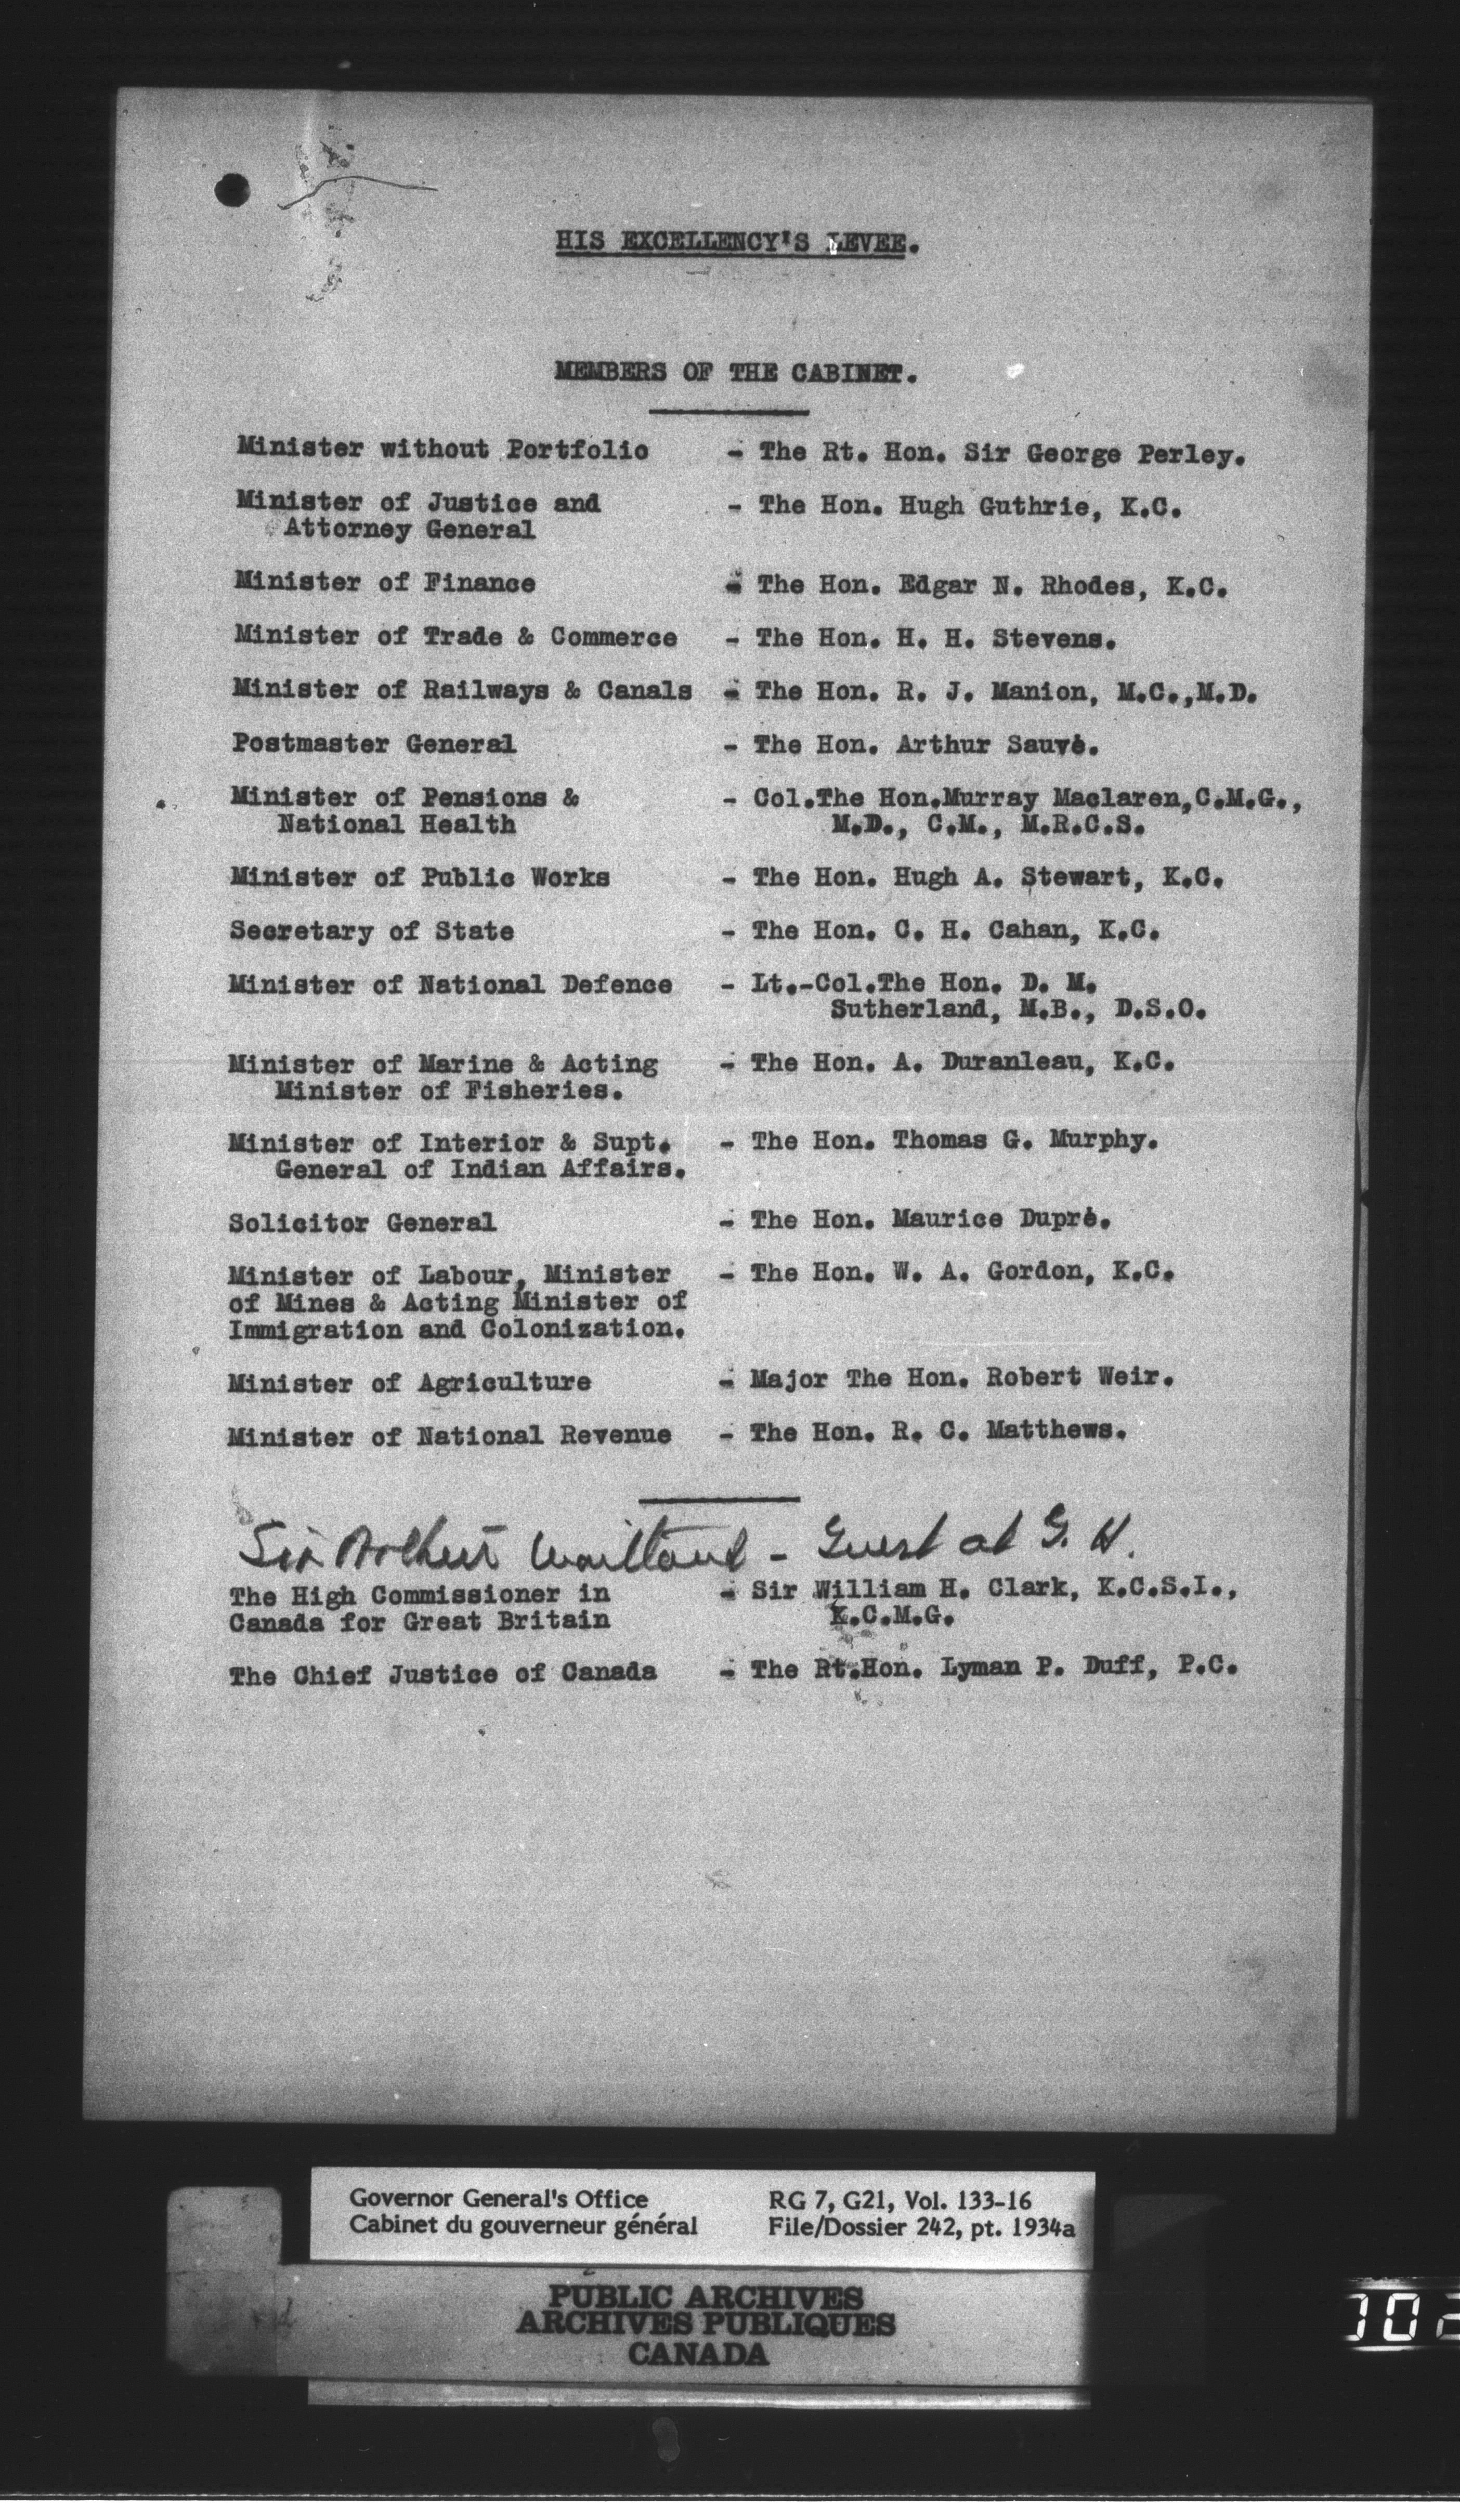 HIS EXCELLENCY'S LEVEE.
MEMBERS OF THE CABINET.
Minister without Portfolio - The Rt. Hon. Sir George Perley.
Minister of Justice and - The Hon. Hugh Guthrie, K.C.
Attorney General
Minister of Finance - The Hon. Edgar N. Rhodes, K.C.
Minister of Trade & Commerce - The Hon. H. H. Stevens.
Minister of Railways & Canals - The Hon. R. J. Manion, M.C.,M.D.
Postmaster General - The Hon. Arthur Sauvé.
Minister of Pensions & - Col.The Hon.Murray Maclaren,C.M.G.,
National Health M.D., C.M., M.R.C.S.
Minister of Public Works - The Hon. Hugh A. Stewart, K.C.
Secretary of State - The Hon. C. H. Cahan, K.C.
Minister of National Defence - Lt.-Col.The Hon. D. M.
Sutherland, M.B., D.S.O.
Minister of Marine & Acting - The Hon. A. Duranleau, K.C.
Minister of Fisheries.
Minister of Interior & Supt. - The Hon. Thomas G. Murphy.
General of Indian Affairs.
Solicitor General - The Hon. Maurice Dupré.
Minister of Labour, Minister - The Hon. W. A. Gordon, K.C.
of Mines & Acting Minister of
Immigration and Colonization.
Minister of Agriculture - Major The Hon. Robert Weir.
Minister of National Revenue - The Hon. R. C. Matthews.
Sir - Guest at G. H.
The High Commissioner in - Sir William H. Clark, K.C.S.I.,
Canada for Great Britain K.C.M.G.
The Chief Justice of Canada - The Rt.Hon. Lyman P. Duff, P.C.
Governor General's Office RG 7, G21, Vol. 133-16
Cabinet du gouverneur général File/Dossier 242, pt. 1934a
PUBLIC ARCHIVES
ARCHIVES PUBLIQUES
CANADA